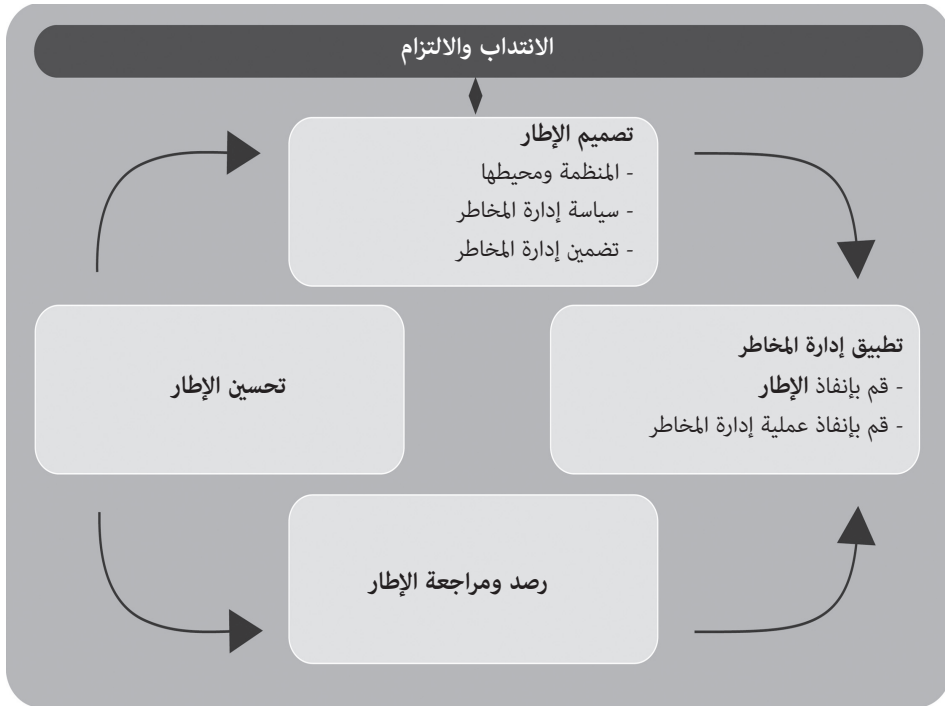 الانتداب والالتزام
تصميم الإطار
- المنظمة ومحيطها
- سياسة إدارة المخاطر
- تضمين إدارة المخاطر
تطبيق إدارة المخاطر
- قم بإنفاذ الإطار
- قم بإنفاذ عملية إدارة المخاطر
تحسين الإطار
رصد ومراجعة الإطار